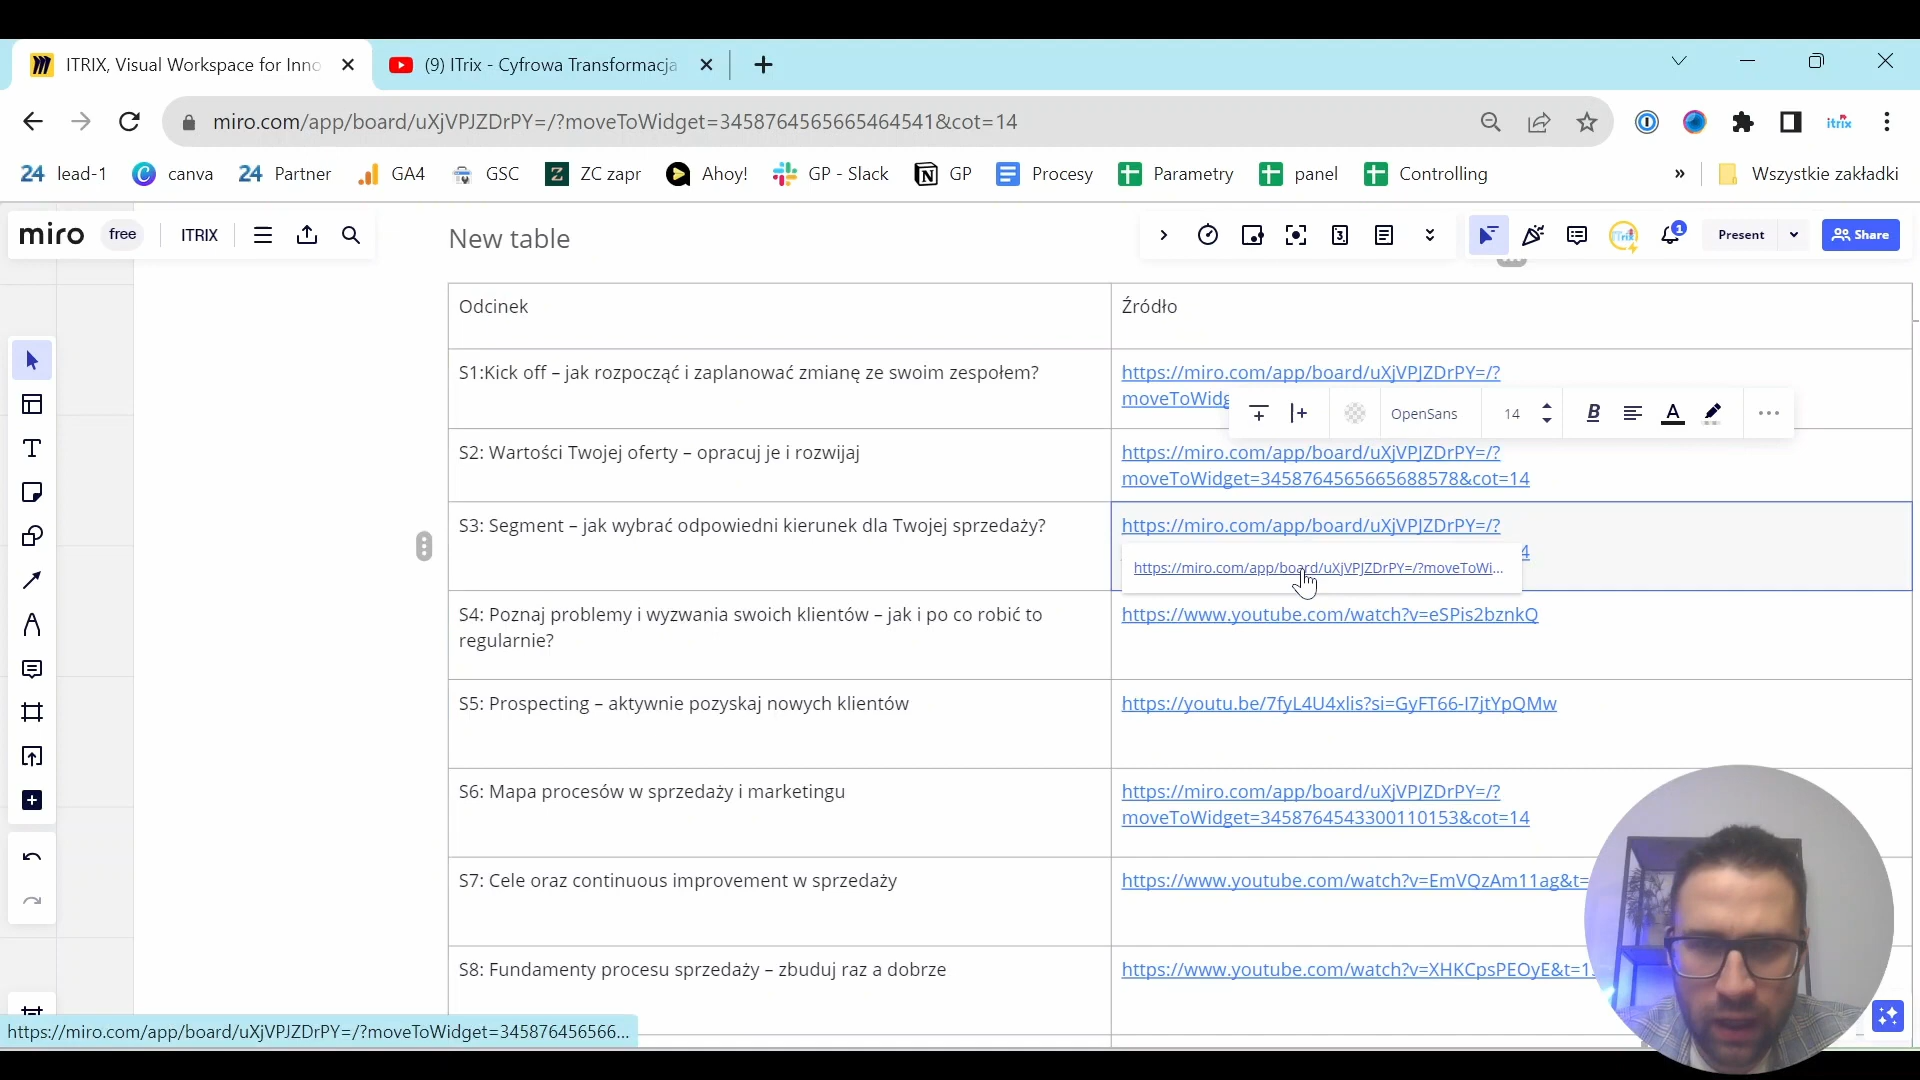 ITRIX, Visual Workspace for Inno
(9) ITrix - Cyfrowa Transformacja
miro.com/app/board/uXjVPJZDrPY=/?moveToWidget=3458764565665464541&cot=14
itrix
24 lead-1
canva
24 Partner
GA4
GSC
Z ZC zapr
Ahoy!
GP - Slack
GP
Procesy
Parametry
panel
Controlling
»
Wszystkie zakładki
miro
free
ITRIX
New table
1
Present
Share
Odcinek
Źródło
S1:Kick off – jak rozpocząć i zaplanować zmianę ze swoim zespołem?
https://miro.com/app/board/uXjVPJZDrPY=/?
moveToWidg
OpenSans
14
B
A
S2: Wartości Twojej oferty – opracuj je i rozwijaj
https://miro.com/app/board/uXjVPJZDrPY=/?
moveToWidget=3458764565665688578&cot=14
S3: Segment – jak wybrać odpowiedni kierunek dla Twojej sprzedaży?
https://miro.com/app/board/uXjVPJZDrPY=/?
4
https://miro.com/app/board/uXjVPJZDrPY=/?moveToWi...
S4: Poznaj problemy i wyzwania swoich klientów – jak i po co robić to
regularnie?
https://www.youtube.com/watch?v=eSPis2bznkQ
S5: Prospecting – aktywnie pozyskaj nowych klientów
https://youtu.be/7fyL4U4xlis?si=GyFT66-I7jtYpQMw
S6: Mapa procesów w sprzedaży i marketingu
https://miro.com/app/board/uXjVPJZDrPY=/?
moveToWidget=3458764543300110153&cot=14
S7: Cele oraz continuous improvement w sprzedaży
https://www.youtube.com/watch?v=EmVQzAm11ag&t=
S8: Fundamenty procesu sprzedaży – zbuduj raz a dobrze
https://www.youtube.com/watch?v=XHKCpsPEOyE&t=1
https://miro.com/app/board/uXjVPJZDrPY=/?moveToWidget=345876456566...